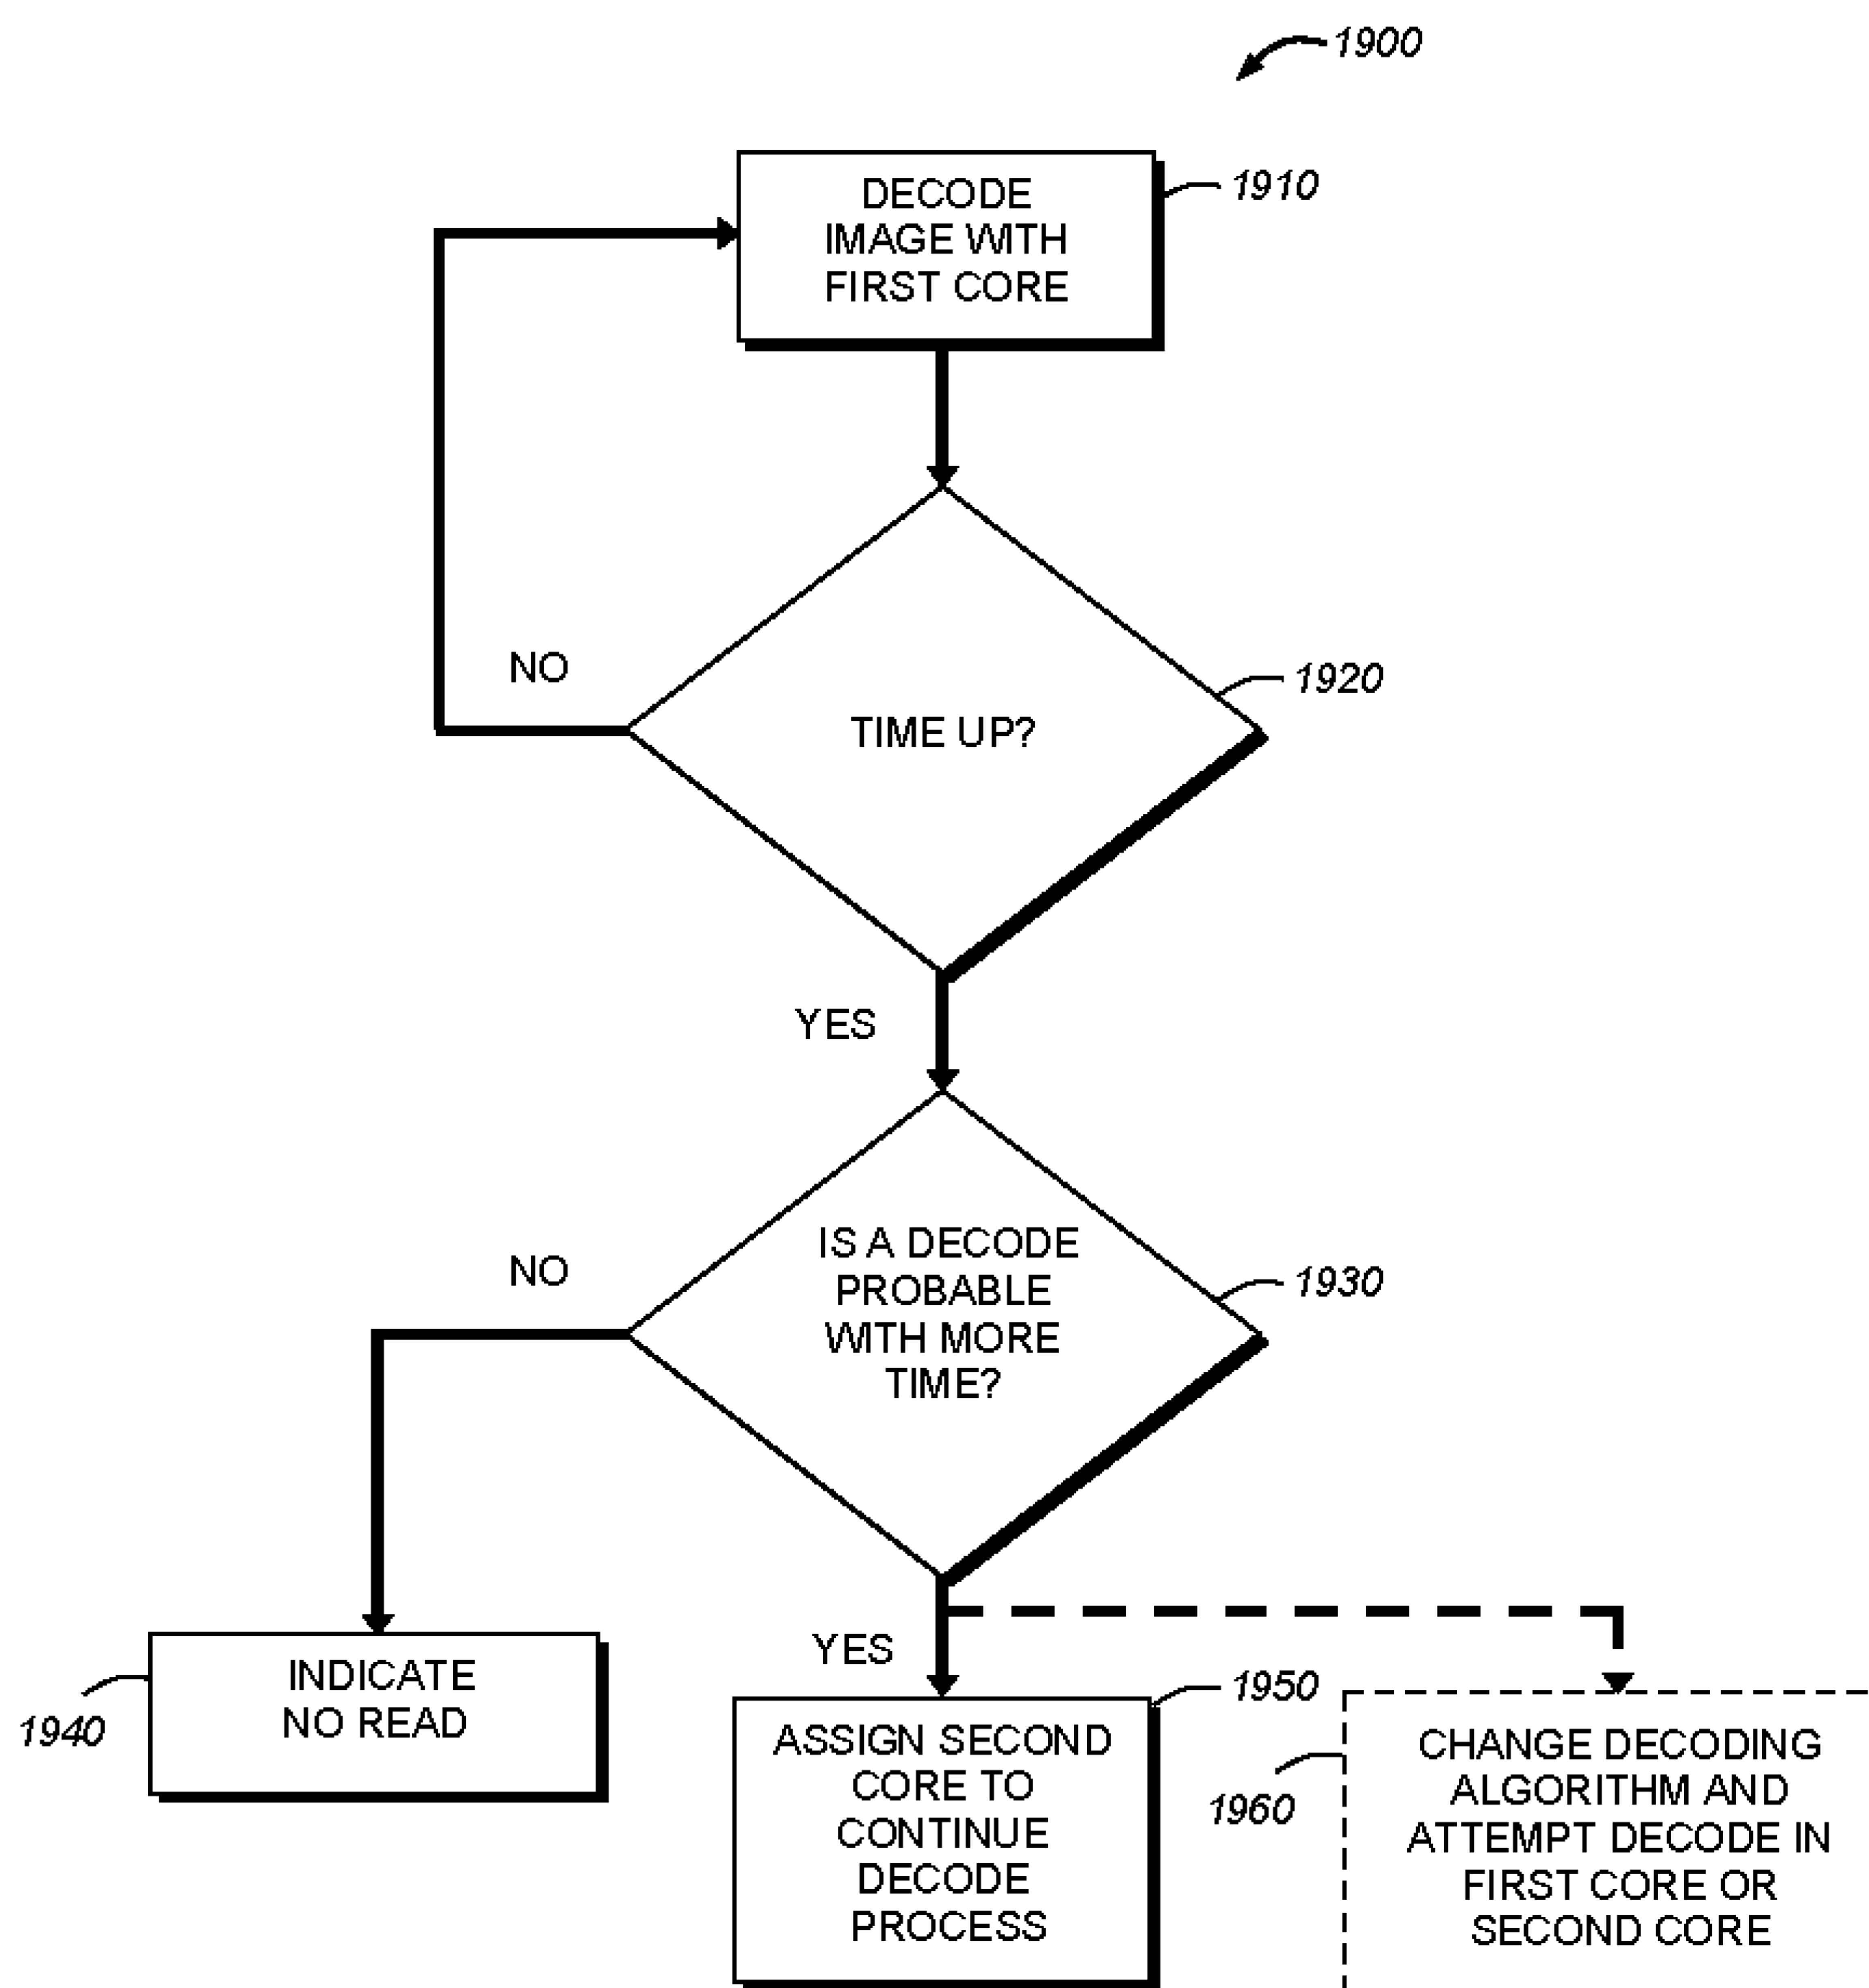 1900
DECODE
IMAGE WITH
FIRST CORE
1910
NO
TIME UP?
1920
YES
IS A DECODE
PROBABLE
WITH MORE
TIME?
NO
1930
YES
INDICATE
NO READ
1940
ASSIGN SECOND
CORE TO
CONTINUE
DECODE
PROCESS
1950
CHANGE DECODING
ALGORITHM AND
ATTEMPT DECODE IN
FIRST CORE OR
SECOND CORE
1960